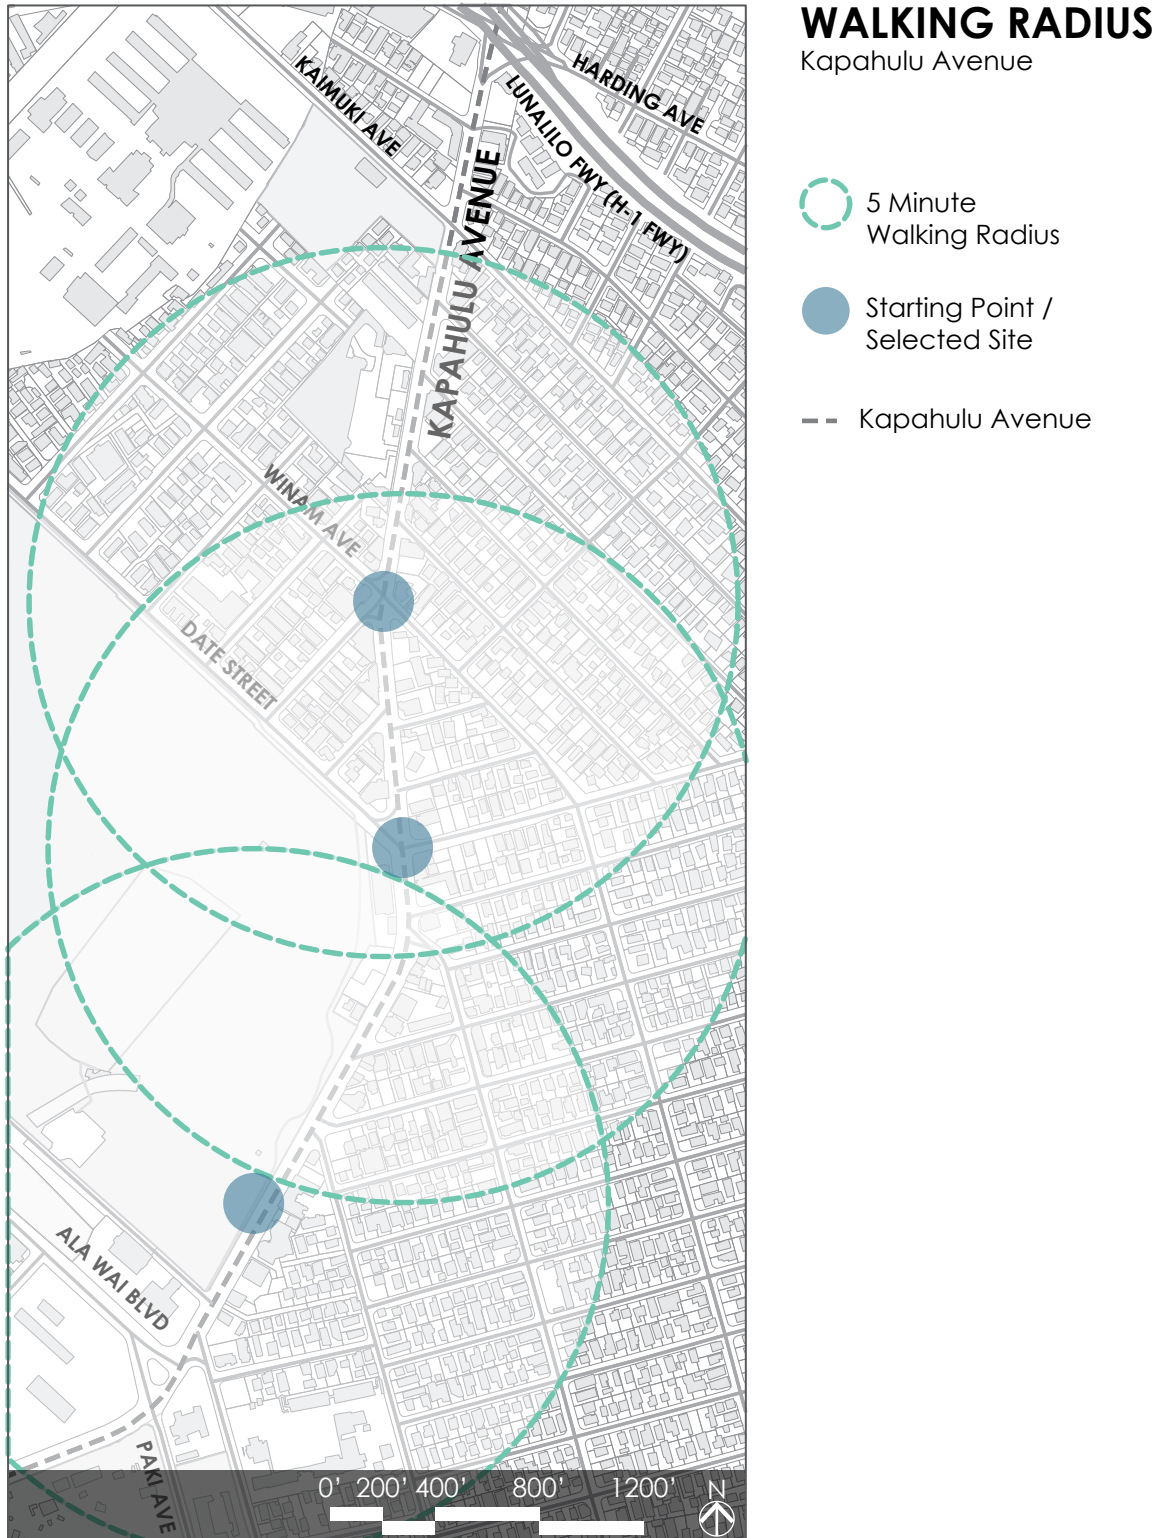 WALKING RADIUS
Kapahulu Avenue
5 Minute
Walking Radius
Starting Point /
Selected Site
Kapahulu Avenue
HARDING AVE
KAIMUKI AVE
LUNALILO FWY (H-1 FWY)
KAPAHULU AVENUE
WINAM AVE
DATE STREET
ALA WAI BLVD
PAKI AVE
0' 200' 400' 800' 1200' N